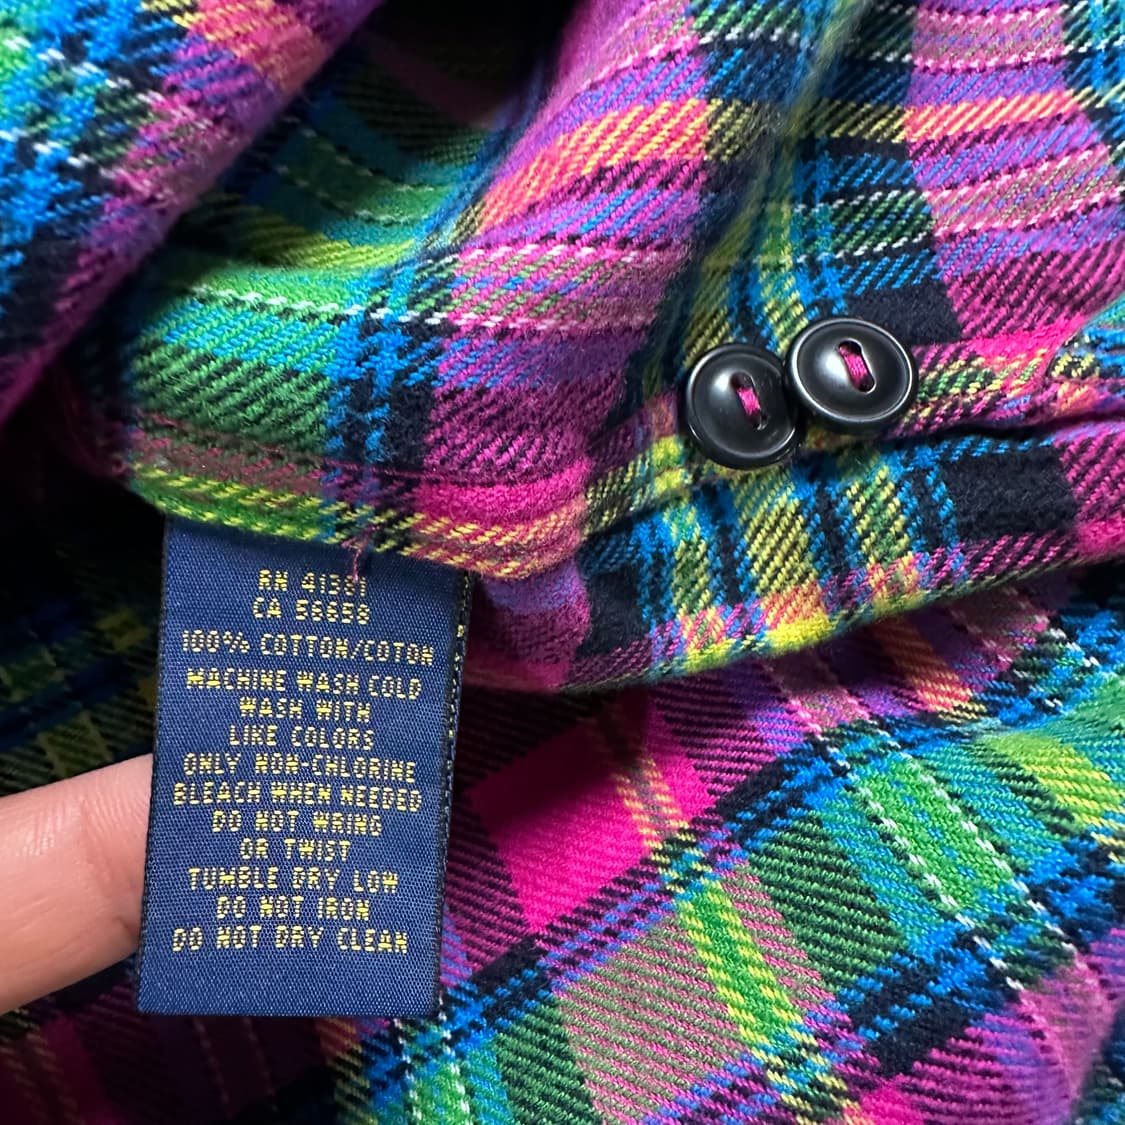 RN 41381
CA 56658
100% COTTON/COTON
MACHINE WASH COLD
WASH WITH
LIKE COLORS
ONLY NON-CHLORINE
BLEACH WHEN NEEDED
DO NOT WRING
OR TWIST
TUMBLE DRY LOW
DO NOT IRON
DO NOT DRY CLEAN